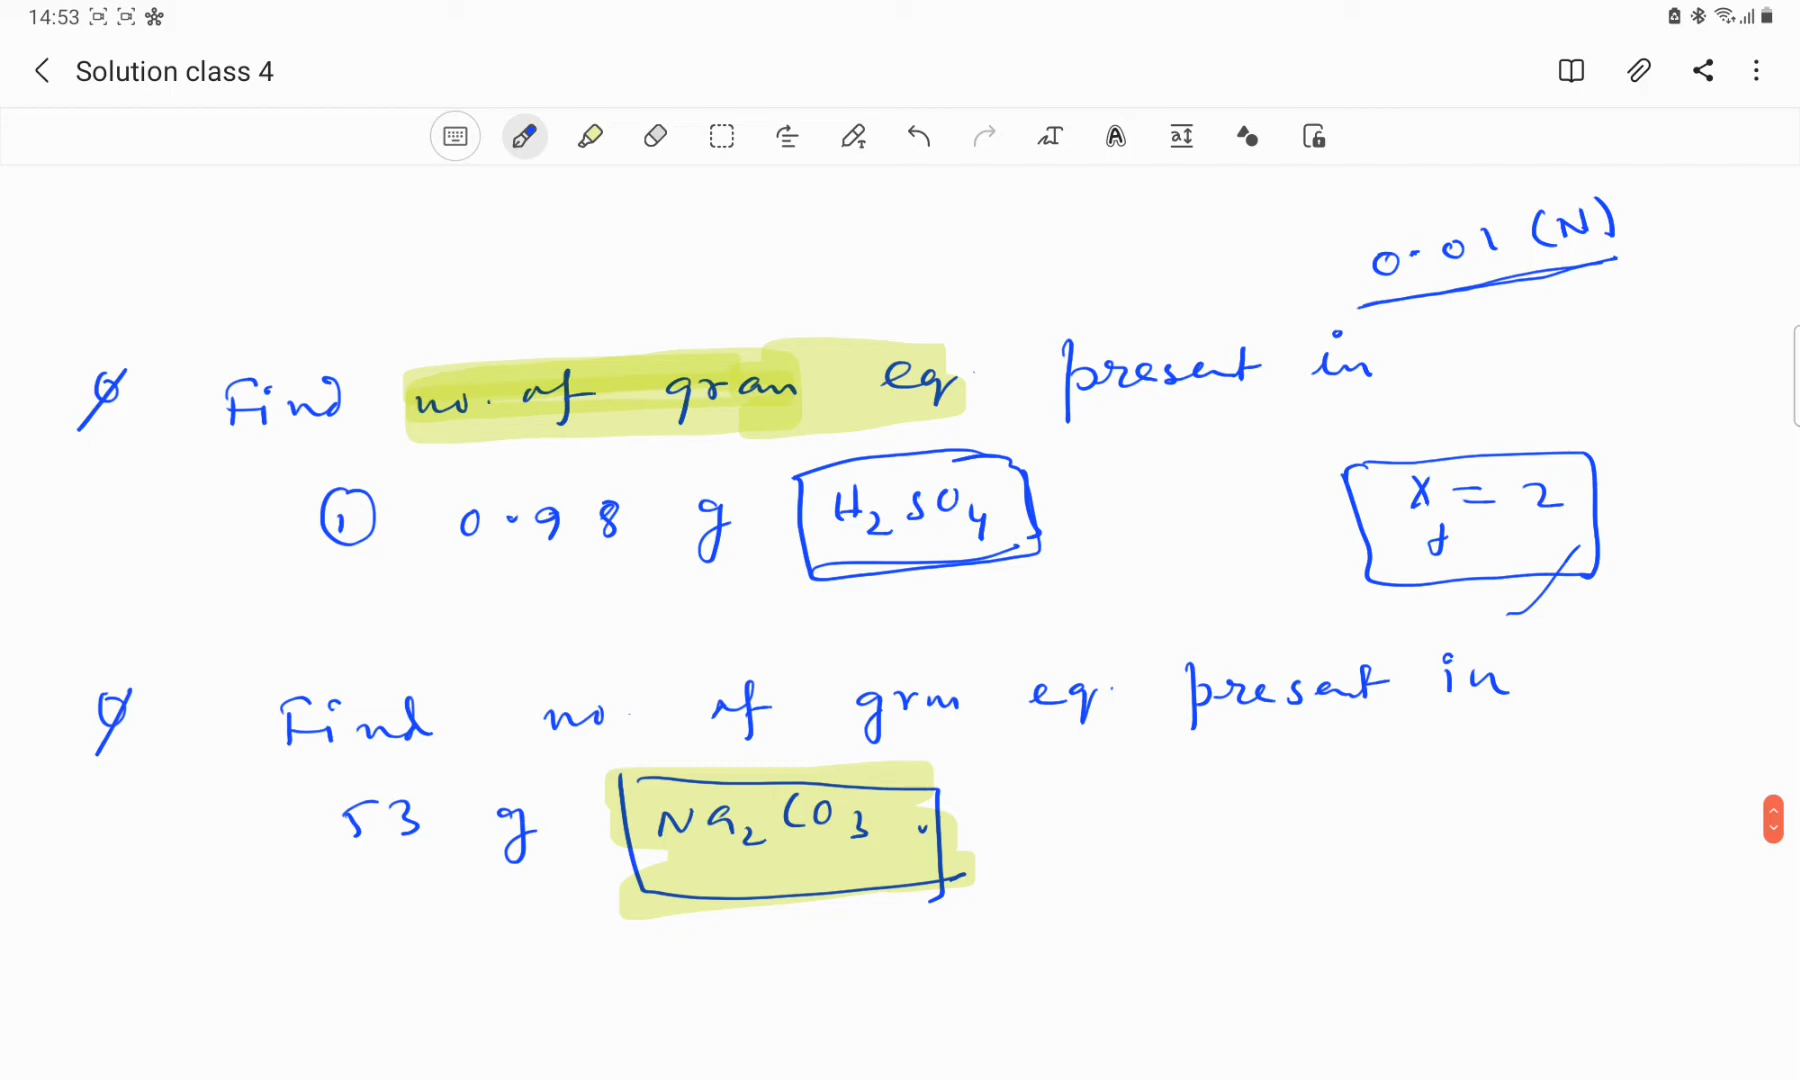 14:53
Solution class 4
0.01 (N)
Q Find no. of gram eq. present in
① 0.98 g H₂SO₄
x = 2
Q Find no. of grm eq. present in
53 g Na₂CO₃.